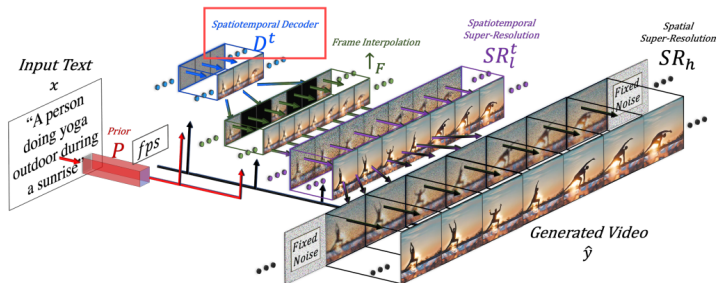 Spatiotemporal Decoder
D^t
Frame Interpolation
↑F
Spatiotemporal
Super-Resolution
SR_l^t
Spatial
Super-Resolution
SR_h
Input Text
x
"A person
doing yoga
outdoor during
a sunrise"
Prior
P
fps
Fixed
Noise
Fixed
Noise
Generated Video
ŷ